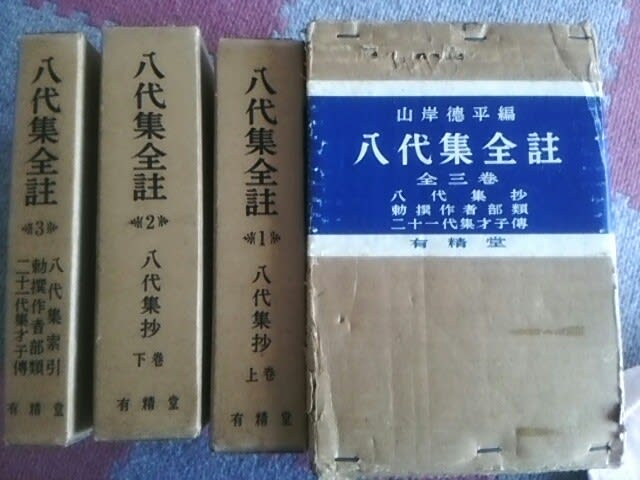 八代集全註
3
八代集索引
勅撰作者部類
二十一代集才子傳
有精堂
八代集全註
2
八代集抄
下巻
有精堂
八代集全註
1
八代集抄
上巻
有精堂
山岸德平編
八代集全註
全三巻
八代集抄
勅撰作者部類
二十一代集才子傳
有精堂